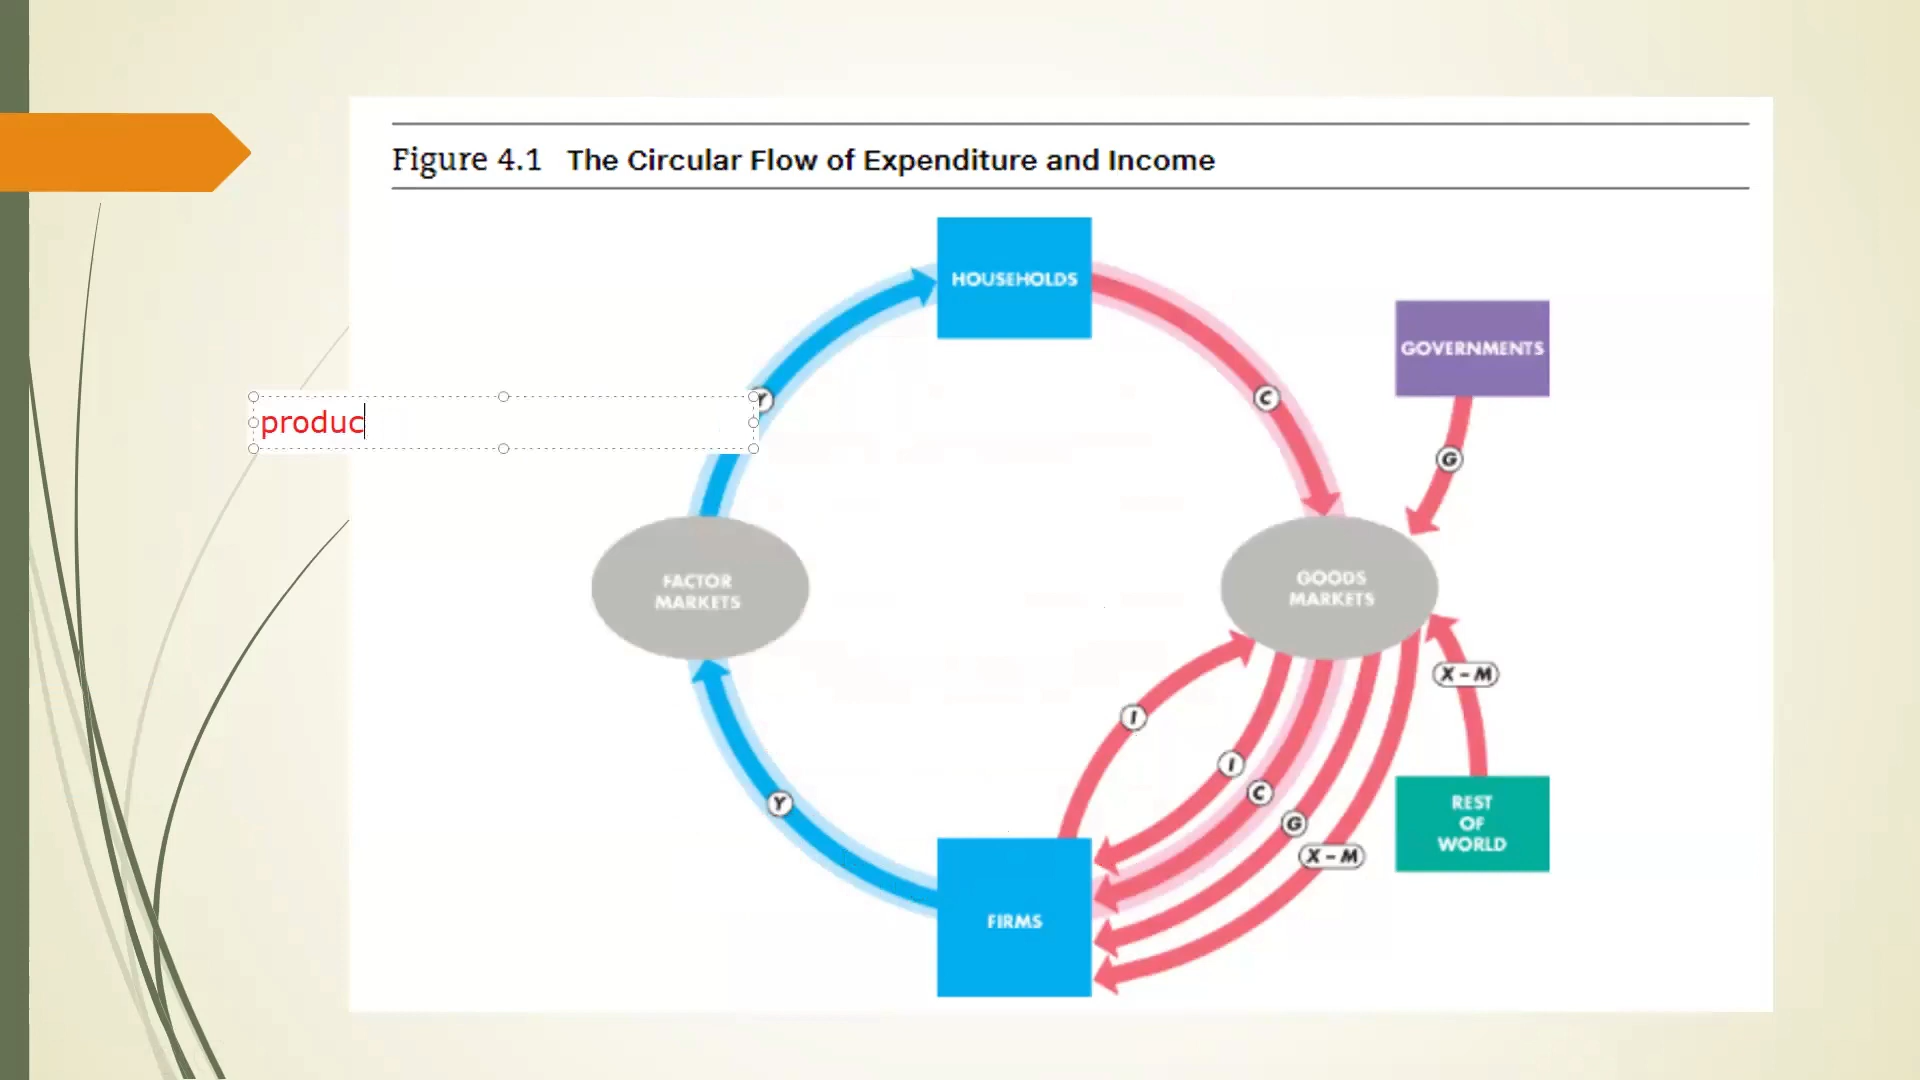 Figure 4.1 The Circular Flow of Expenditure and Income
HOUSEHOLDS
GOVERNMENTS
Y
C
produc
G
FACTOR
MARKETS
GOODS
MARKETS
X – M
I
I
C
Y
G
X – M
REST
OF
WORLD
FIRMS